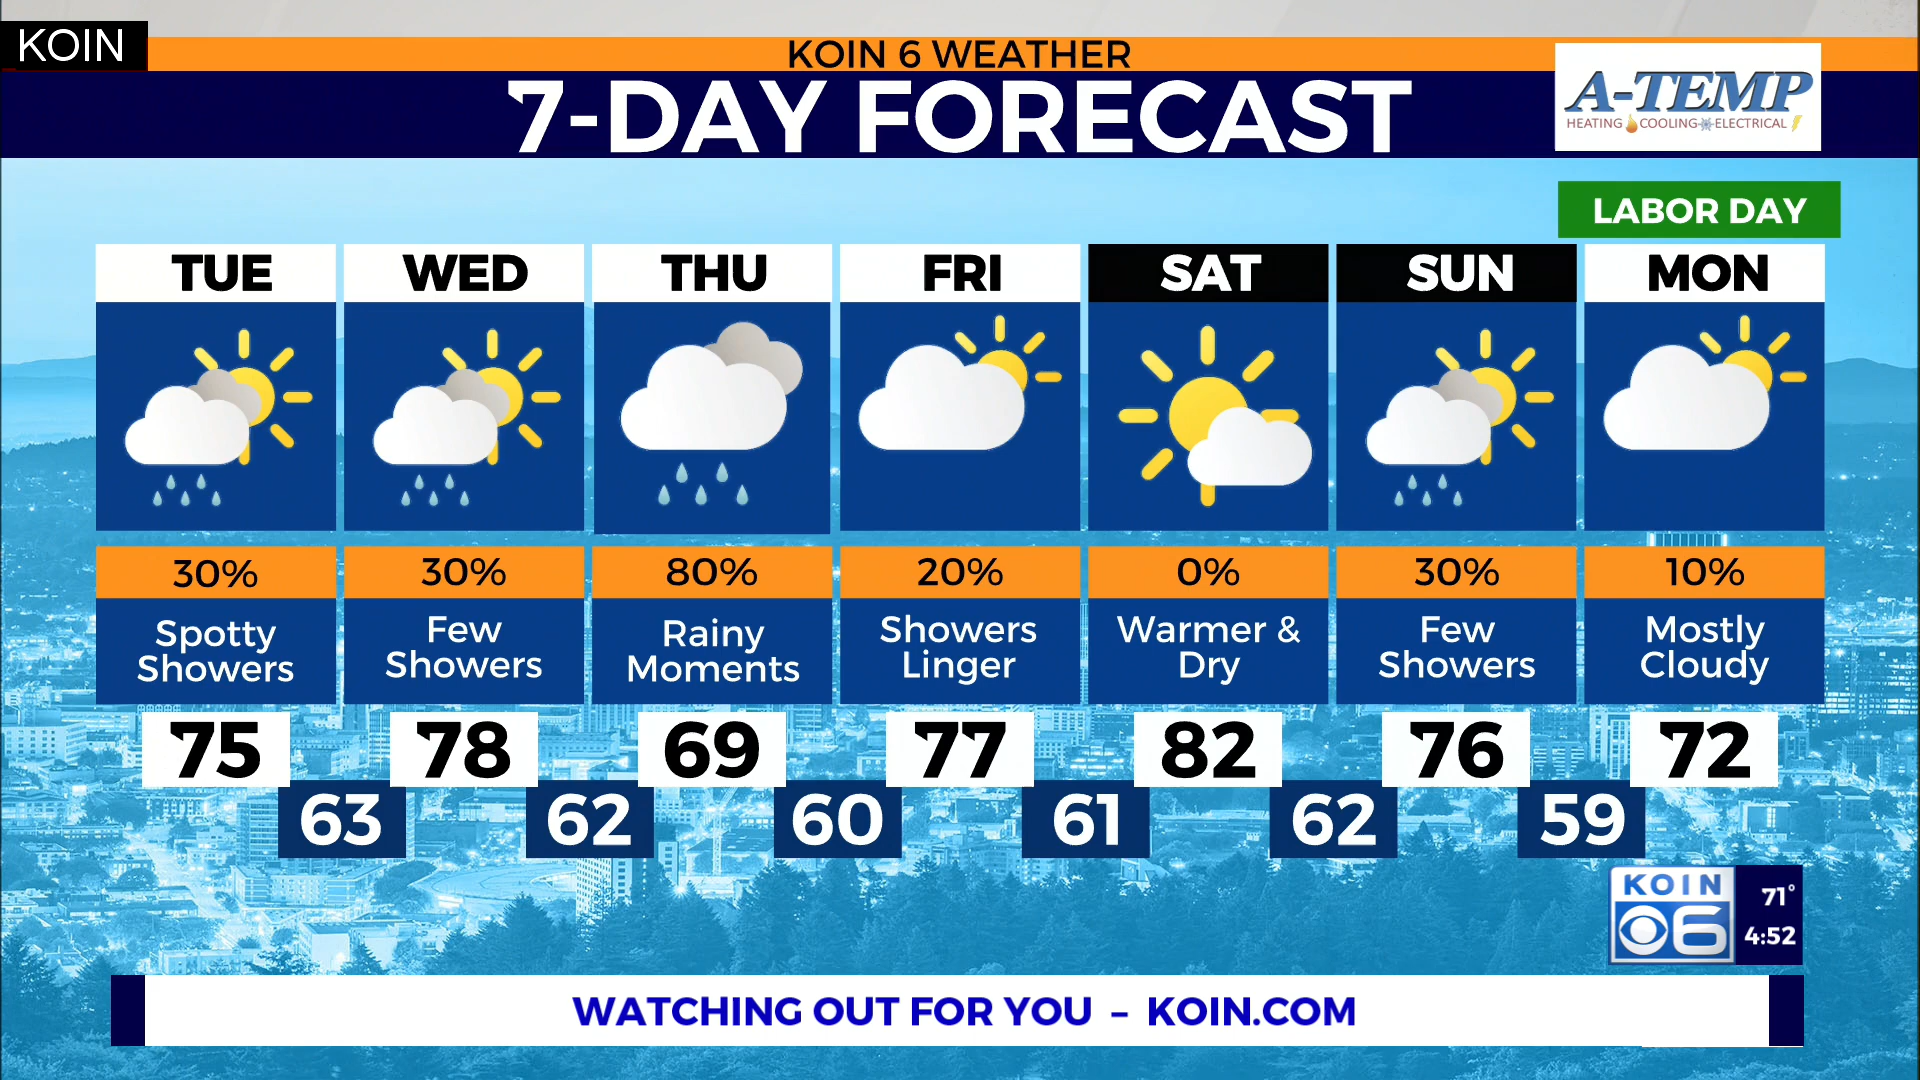 KOIN
KOIN 6 WEATHER
7-DAY FORECAST
A-TEMP
HEATING COOLING ELECTRICAL
LABOR DAY
TUE WED THU FRI SAT SUN MON
30% 30% 80% 20% 0% 30% 10%
Spotty Few Rainy Showers Warmer & Few Mostly
Showers Showers Moments Linger Dry Showers Cloudy
75 78 69 77 82 76 72
63 62 60 61 62 59
KOIN
6
71°
4:52
WATCHING OUT FOR YOU – KOIN.COM